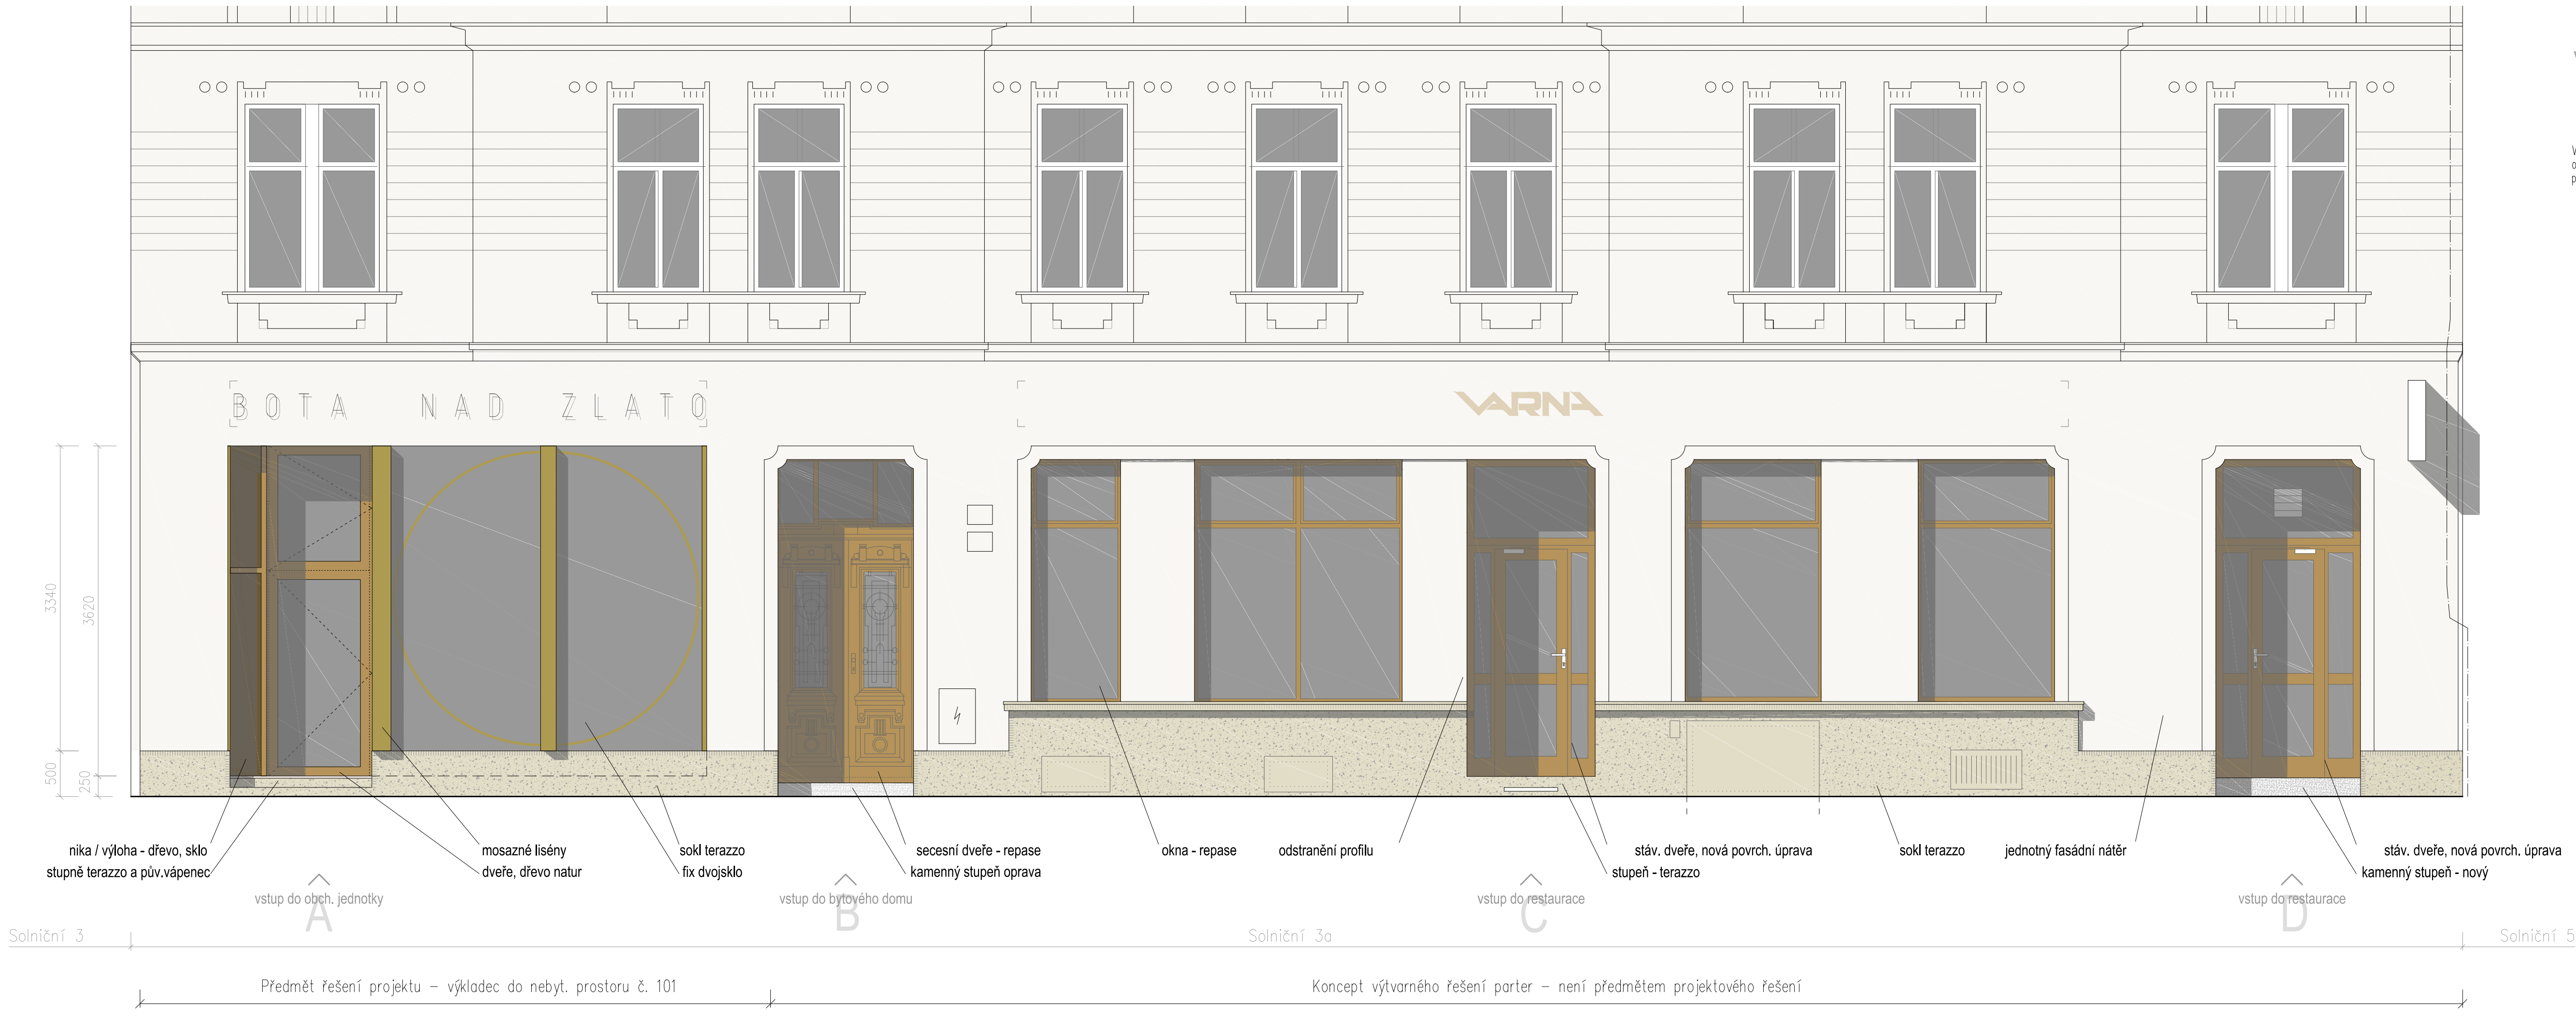 BOTA NAD ZLATO
VARNA
3340
3620
500
250
nika / výloha - dřevo, sklo
stupně terazzo a pův.vápenec
mosazné lisény
dveře, dřevo natur
sokl terazzo
fix dvojsklo
secesní dveře - repase
kamenný stupeň oprava
okna - repase
odstranění profilu
stáv. dveře, nová povrch. úprava
stupeň - terazzo
sokl terazzo
jednotný fasádní nátěr
stáv. dveře, nová povrch. úprava
kamenný stupeň - nový
vstup do obch. jednotky
A
vstup do bytového domu
B
vstup do restaurace
C
vstup do restaurace
D
Solniční 3
Solniční 3a
Solniční 5
Předmět řešení projektu – výkladec do nebyt. prostoru č. 101
Koncept výtvarného řešení parter – není předmětem projektového řešení